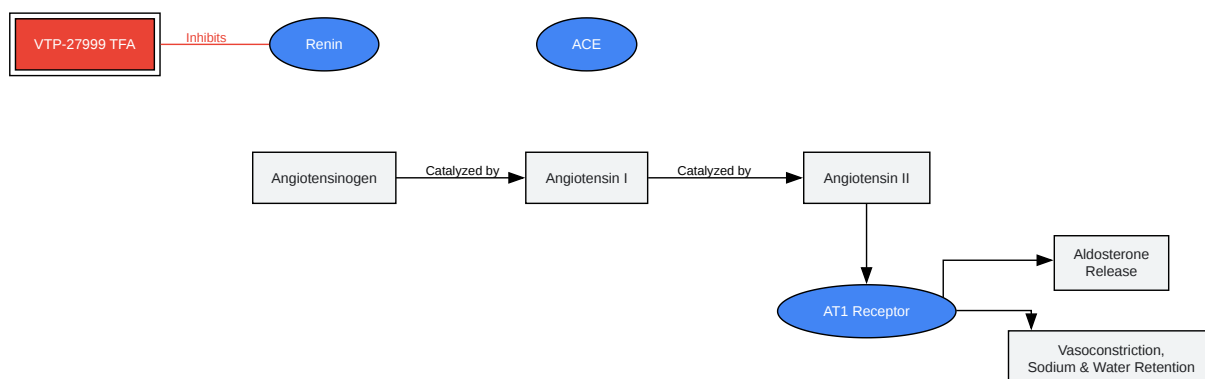 VTP-27999 TFA
Inhibits
Renin
ACE
Angiotensinogen
Catalyzed by
Angiotensin I
Catalyzed by
Angiotensin II
Aldosterone
Release
AT1 Receptor
Vasoconstriction,
Sodium & Water Retention